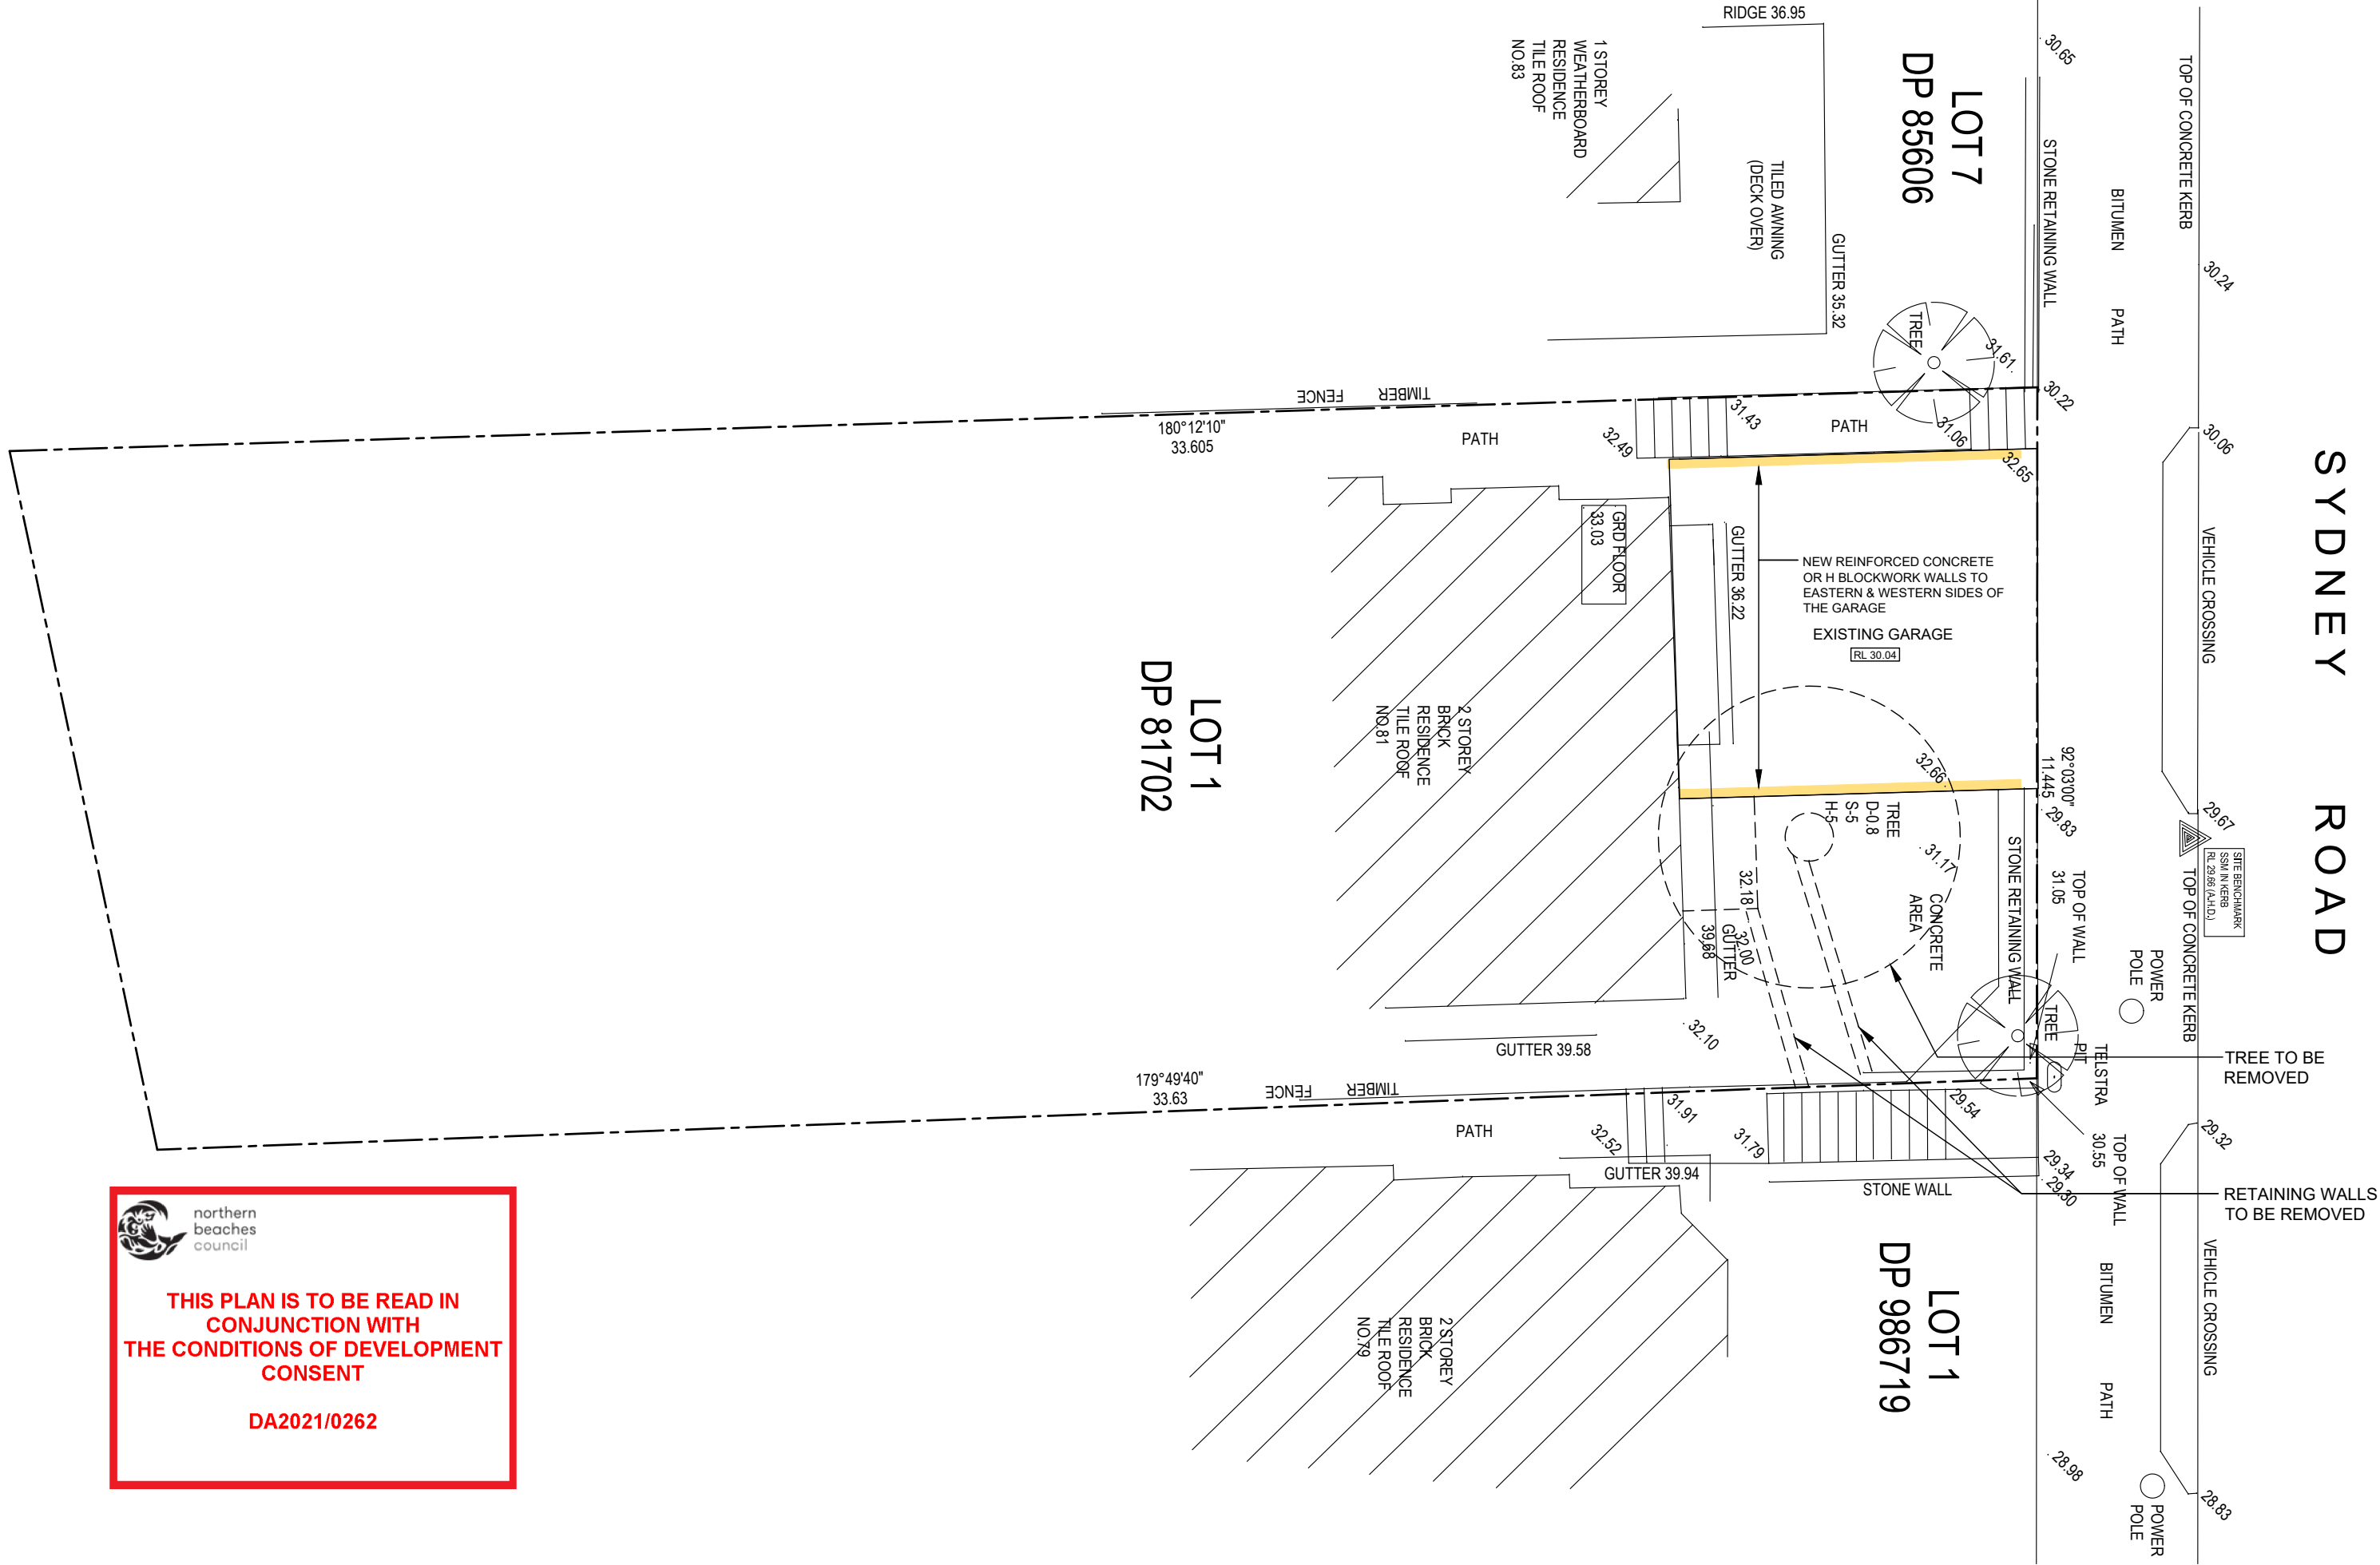 RIDGE 36.95
1 STOREY
WEATHERBOARD
RESIDENCE
TILE ROOF
NO.83
TILED AWNING
(DECK OVER)
GUTTER 35.32
LOT 7
DP 85606
30.65
STONE RETAINING WALL
BITUMEN
PATH
TOP OF CONCRETE KERB
30.24
TREE
31.61
30.22
30.06
TIMBER
FENCE
180°12'10"
33.605
PATH
32.49
31.43
PATH
31.06
32.65
GRD FLOOR
33.03
GUTTER 36.22
NEW REINFORCED CONCRETE
OR H BLOCKWORK WALLS TO
EASTERN & WESTERN SIDES OF
THE GARAGE
EXISTING GARAGE
RL 30.04
VEHICLE CROSSING
SYDNEY ROAD
LOT 1
DP 81702
2 STOREY
BRICK
RESIDENCE
TILE ROOF
NO.81
32.66
92°03'00"
11.445
29.83
29.67
SITE BENCHMARK
SSM IN KERB
RL 29.66 (A.H.D.)
TREE
D-0.8
S-5
H-5
31.17
32.18
32.00
GUTTER
39.68
CONCRETE
AREA
STONE RETAINING WALL
TOP OF WALL
31.05
POWER
POLE
TOP OF CONCRETE KERB
TREE
TELSTRA
PIT
TREE TO BE
REMOVED
32.10
GUTTER 39.58
179°49'40"
33.63
TIMBER
FENCE
PATH
32.52
31.91
31.79
29.54
GUTTER 39.94
STONE WALL
29.34
29.30
TOP OF WALL
30.55
29.32
RETAINING WALLS
TO BE REMOVED
LOT 1
DP 986719
2 STOREY
BRICK
RESIDENCE
TILE ROOF
NO.79
BITUMEN
PATH
VEHICLE CROSSING
28.98
28.83
POWER
POLE
northern
beaches
council
THIS PLAN IS TO BE READ IN
CONJUNCTION WITH
THE CONDITIONS OF DEVELOPMENT
CONSENT
DA2021/0262